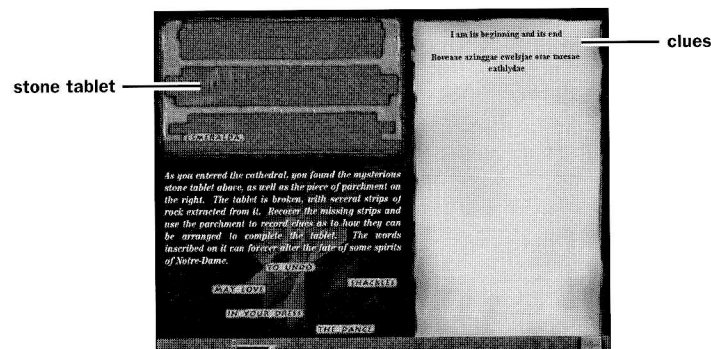 stone tablet
clues
I am its beginning and its end
ESMERALDA
As you entered the cathedral, you found the mysterious
stone tablet above, as well as the piece of parchment on
the right. The tablet is broken, with several strips of
rock extracted from it. Recover the missing strips and
use the parchment to record clues as to how they can
be arranged to complete the tablet. The words
inscribed on it can forever alter the fate of some spirits
of Notre-Dame.
TO UNDO
MAY LOVE
SHACKLES
IN YOUR DRESS
THE DANCE